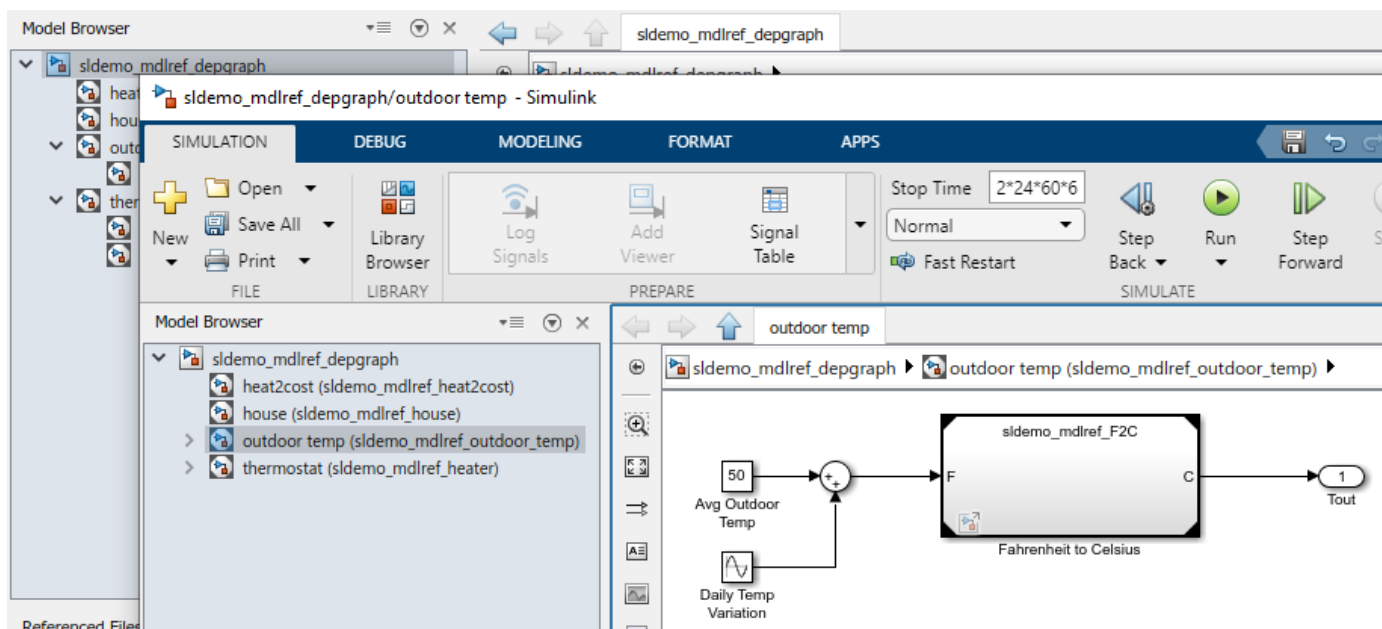 Model Browser
sldemo_mdlref_depgraph
sldemo_mdlref_depgraph
sldemo_mdlref_depgraph
sldemo_mdlref_depgraph/outdoor temp - Simulink
SIMULATION DEBUG MODELING FORMAT APPS
New
Open
Save All
Print
FILE
Library
Browser
LIBRARY
Log
Signals
Add
Viewer
Signal
Table
PREPARE
Stop Time 2*24*60*6
Normal
Fast Restart
Step
Back
Run
Step
Forward
SIMULATE
Model Browser
sldemo_mdlref_depgraph
heat2cost (sldemo_mdlref_heat2cost)
house (sldemo_mdlref_house)
outdoor temp (sldemo_mdlref_outdoor_temp)
thermostat (sldemo_mdlref_heater)
outdoor temp
sldemo_mdlref_depgraph outdoor temp (sldemo_mdlref_outdoor_temp)
sldemo_mdlref_F2C
50
F
C
1
Avg Outdoor
Temp
Tout
Fahrenheit to Celsius
Daily Temp
Variation
Referenced Files